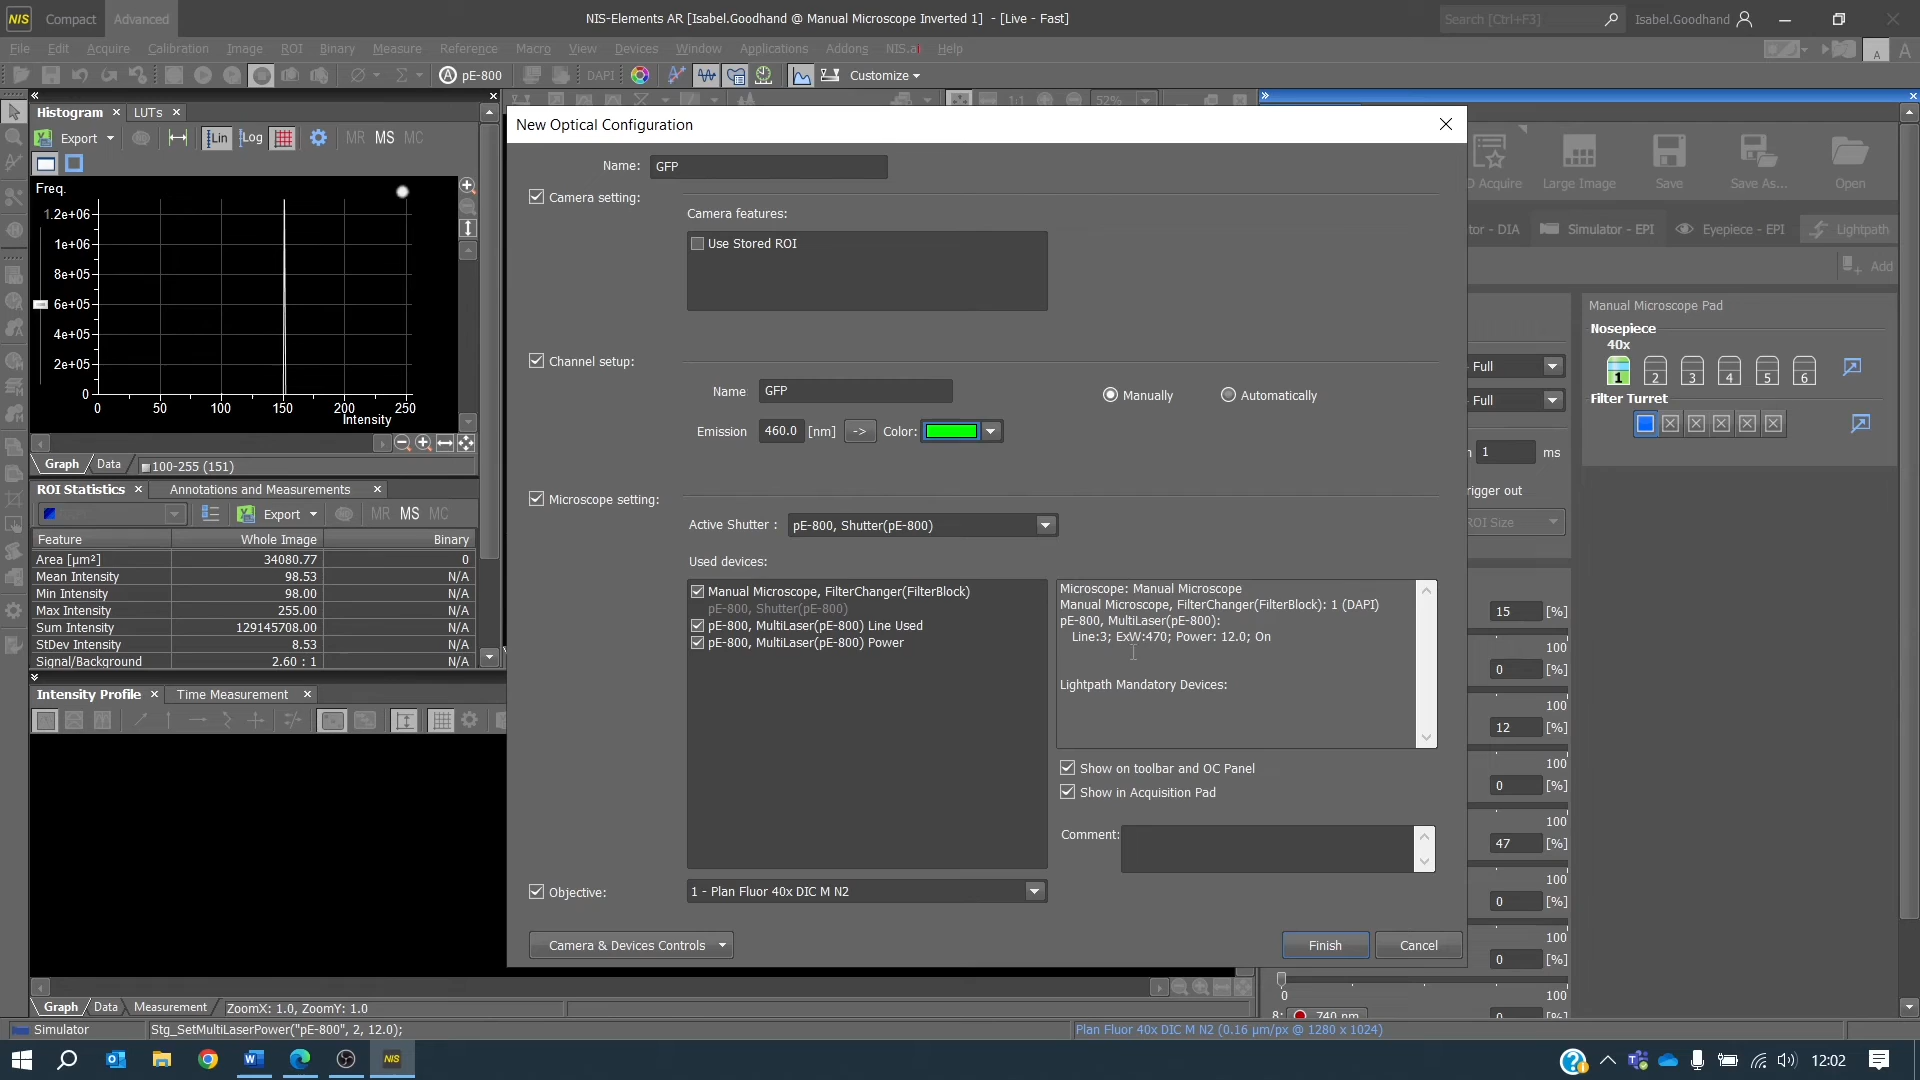 NIS Compact Advanced NIS-Elements AR [Isabel.Goodhand @ Manual Microscope Inverted 1] - [Live - Fast] Search [Ctrl+F3] Isabel.Goodhand
File Edit Acquire Calibration Image ROI Binary Measure Reference Macro View Devices Window Applications Addons NIS.ai Help
pE-800 DAPI Customize
Histogram LUTs
Export Lin Log MR MS MC
Freq.
1.2e+06
1e+06
8e+05
6e+05
4e+05
2e+05
0
0 50 100 150 200 250
Intensity
Graph Data 100-255 (151)
ROI Statistics Annotations and Measurements
Export MR MS MC
Feature Whole Image Binary
Area [µm²] 34080.77 0
Mean Intensity 98.53 N/A
Min Intensity 98.00 N/A
Max Intensity 255.00 N/A
Sum Intensity 129145708.00 N/A
StDev Intensity 8.53 N/A
Signal/Background 2.60 : 1 N/A
Intensity Profile Time Measurement
Graph Data Measurement ZoomX: 1.0, ZoomY: 1.0
1:1 52%
New Optical Configuration
Name: GFP
Camera setting:
Camera features:
Use Stored ROI
Channel setup:
Name GFP Manually Automatically
Emission 460.0 [nm] -> Color:
Microscope setting:
Active Shutter : pE-800, Shutter(pE-800)
Used devices:
Manual Microscope, FilterChanger(FilterBlock)
pE-800, Shutter(pE-800)
pE-800, MultiLaser(pE-800) Line Used
pE-800, MultiLaser(pE-800) Power
Microscope: Manual Microscope
Manual Microscope, FilterChanger(FilterBlock): 1 (DAPI)
pE-800, MultiLaser(pE-800):
Line:3; ExW:470; Power: 12.0; On
Lightpath Mandatory Devices:
Show on toolbar and OC Panel
Show in Acquisition Pad
Comment:
Objective: 1 - Plan Fluor 40x DIC M N2
Camera & Devices Controls Finish Cancel
D Acquire Large Image Save Save As... Open
tor - DIA Simulator - EPI Eyepiece - EPI Lightpath
Add
Manual Microscope Pad
Nosepiece
40x
1 2 3 4 5 6
Filter Turret
Full
Full
1 ms
rigger out
ROI Size
15 [%]
100
0 [%]
100
12 [%]
100
0 [%]
100
47 [%]
100
0 [%]
100
0 [%]
0 100
8: 740 nm 0 [%]
Simulator Stg_SetMultiLaserPower("pE-800", 2, 12.0); Plan Fluor 40x DIC M N2 (0.16 µm/px @ 1280 x 1024)
NIS 12:02